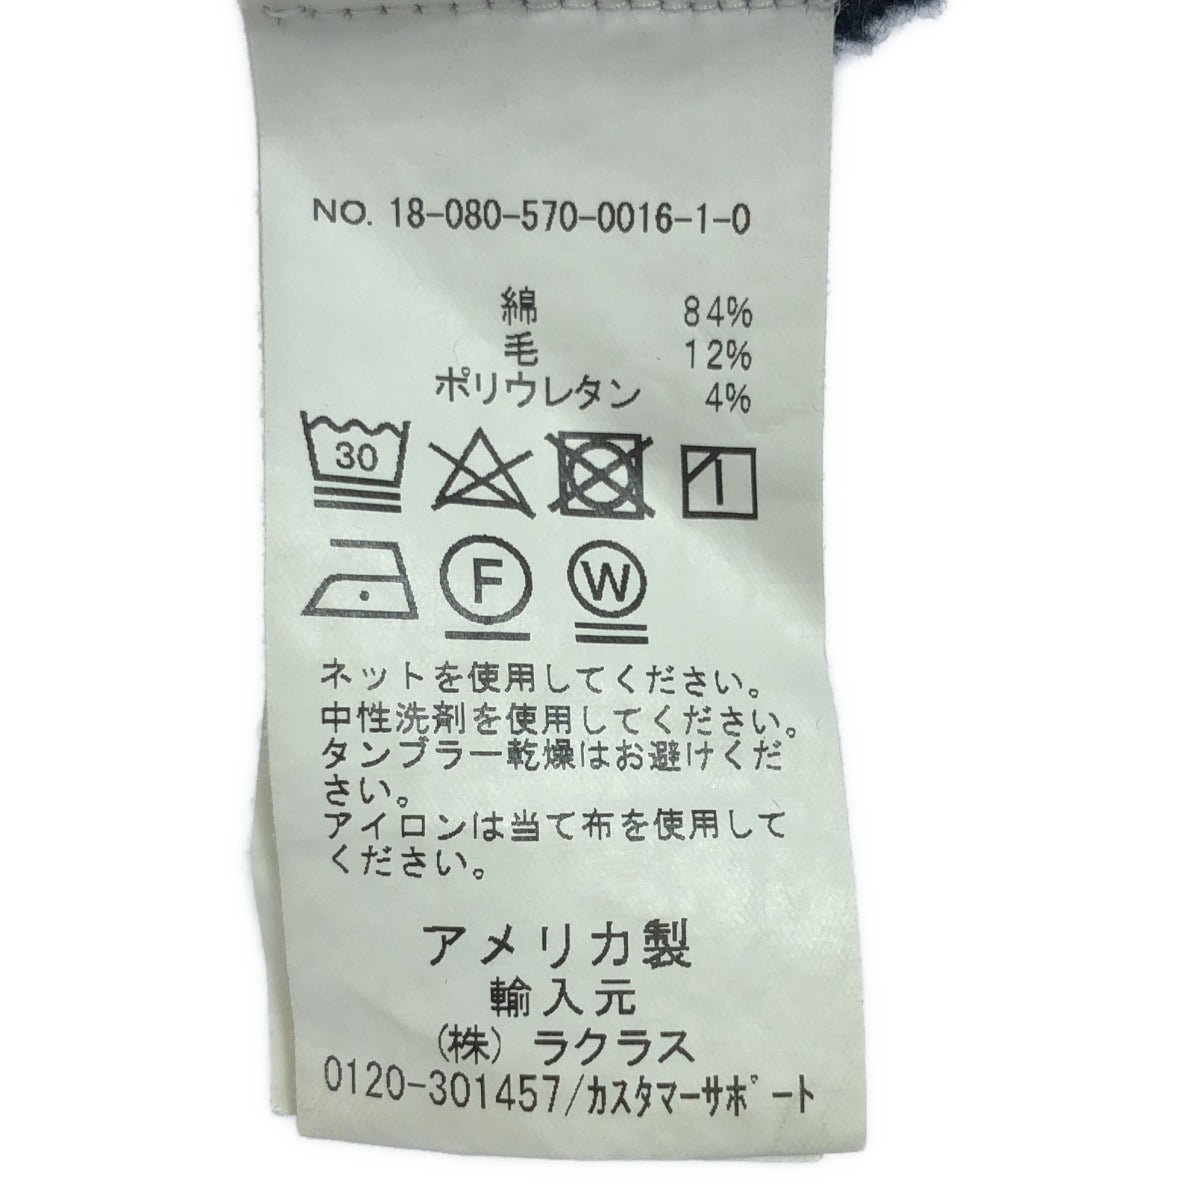 NO. 18-080-570-0016-1-0
綿 84%
毛 12%
ポリウレタン 4%
30
F W
ネットを使用してください。
中性洗剤を使用してください。
タンブラー乾燥はお避けくだ
さい。
アイロンは当て布を使用して
ください。
アメリカ製
輸入元
(株) ラクラス
0120-301457/カスタマーサポート